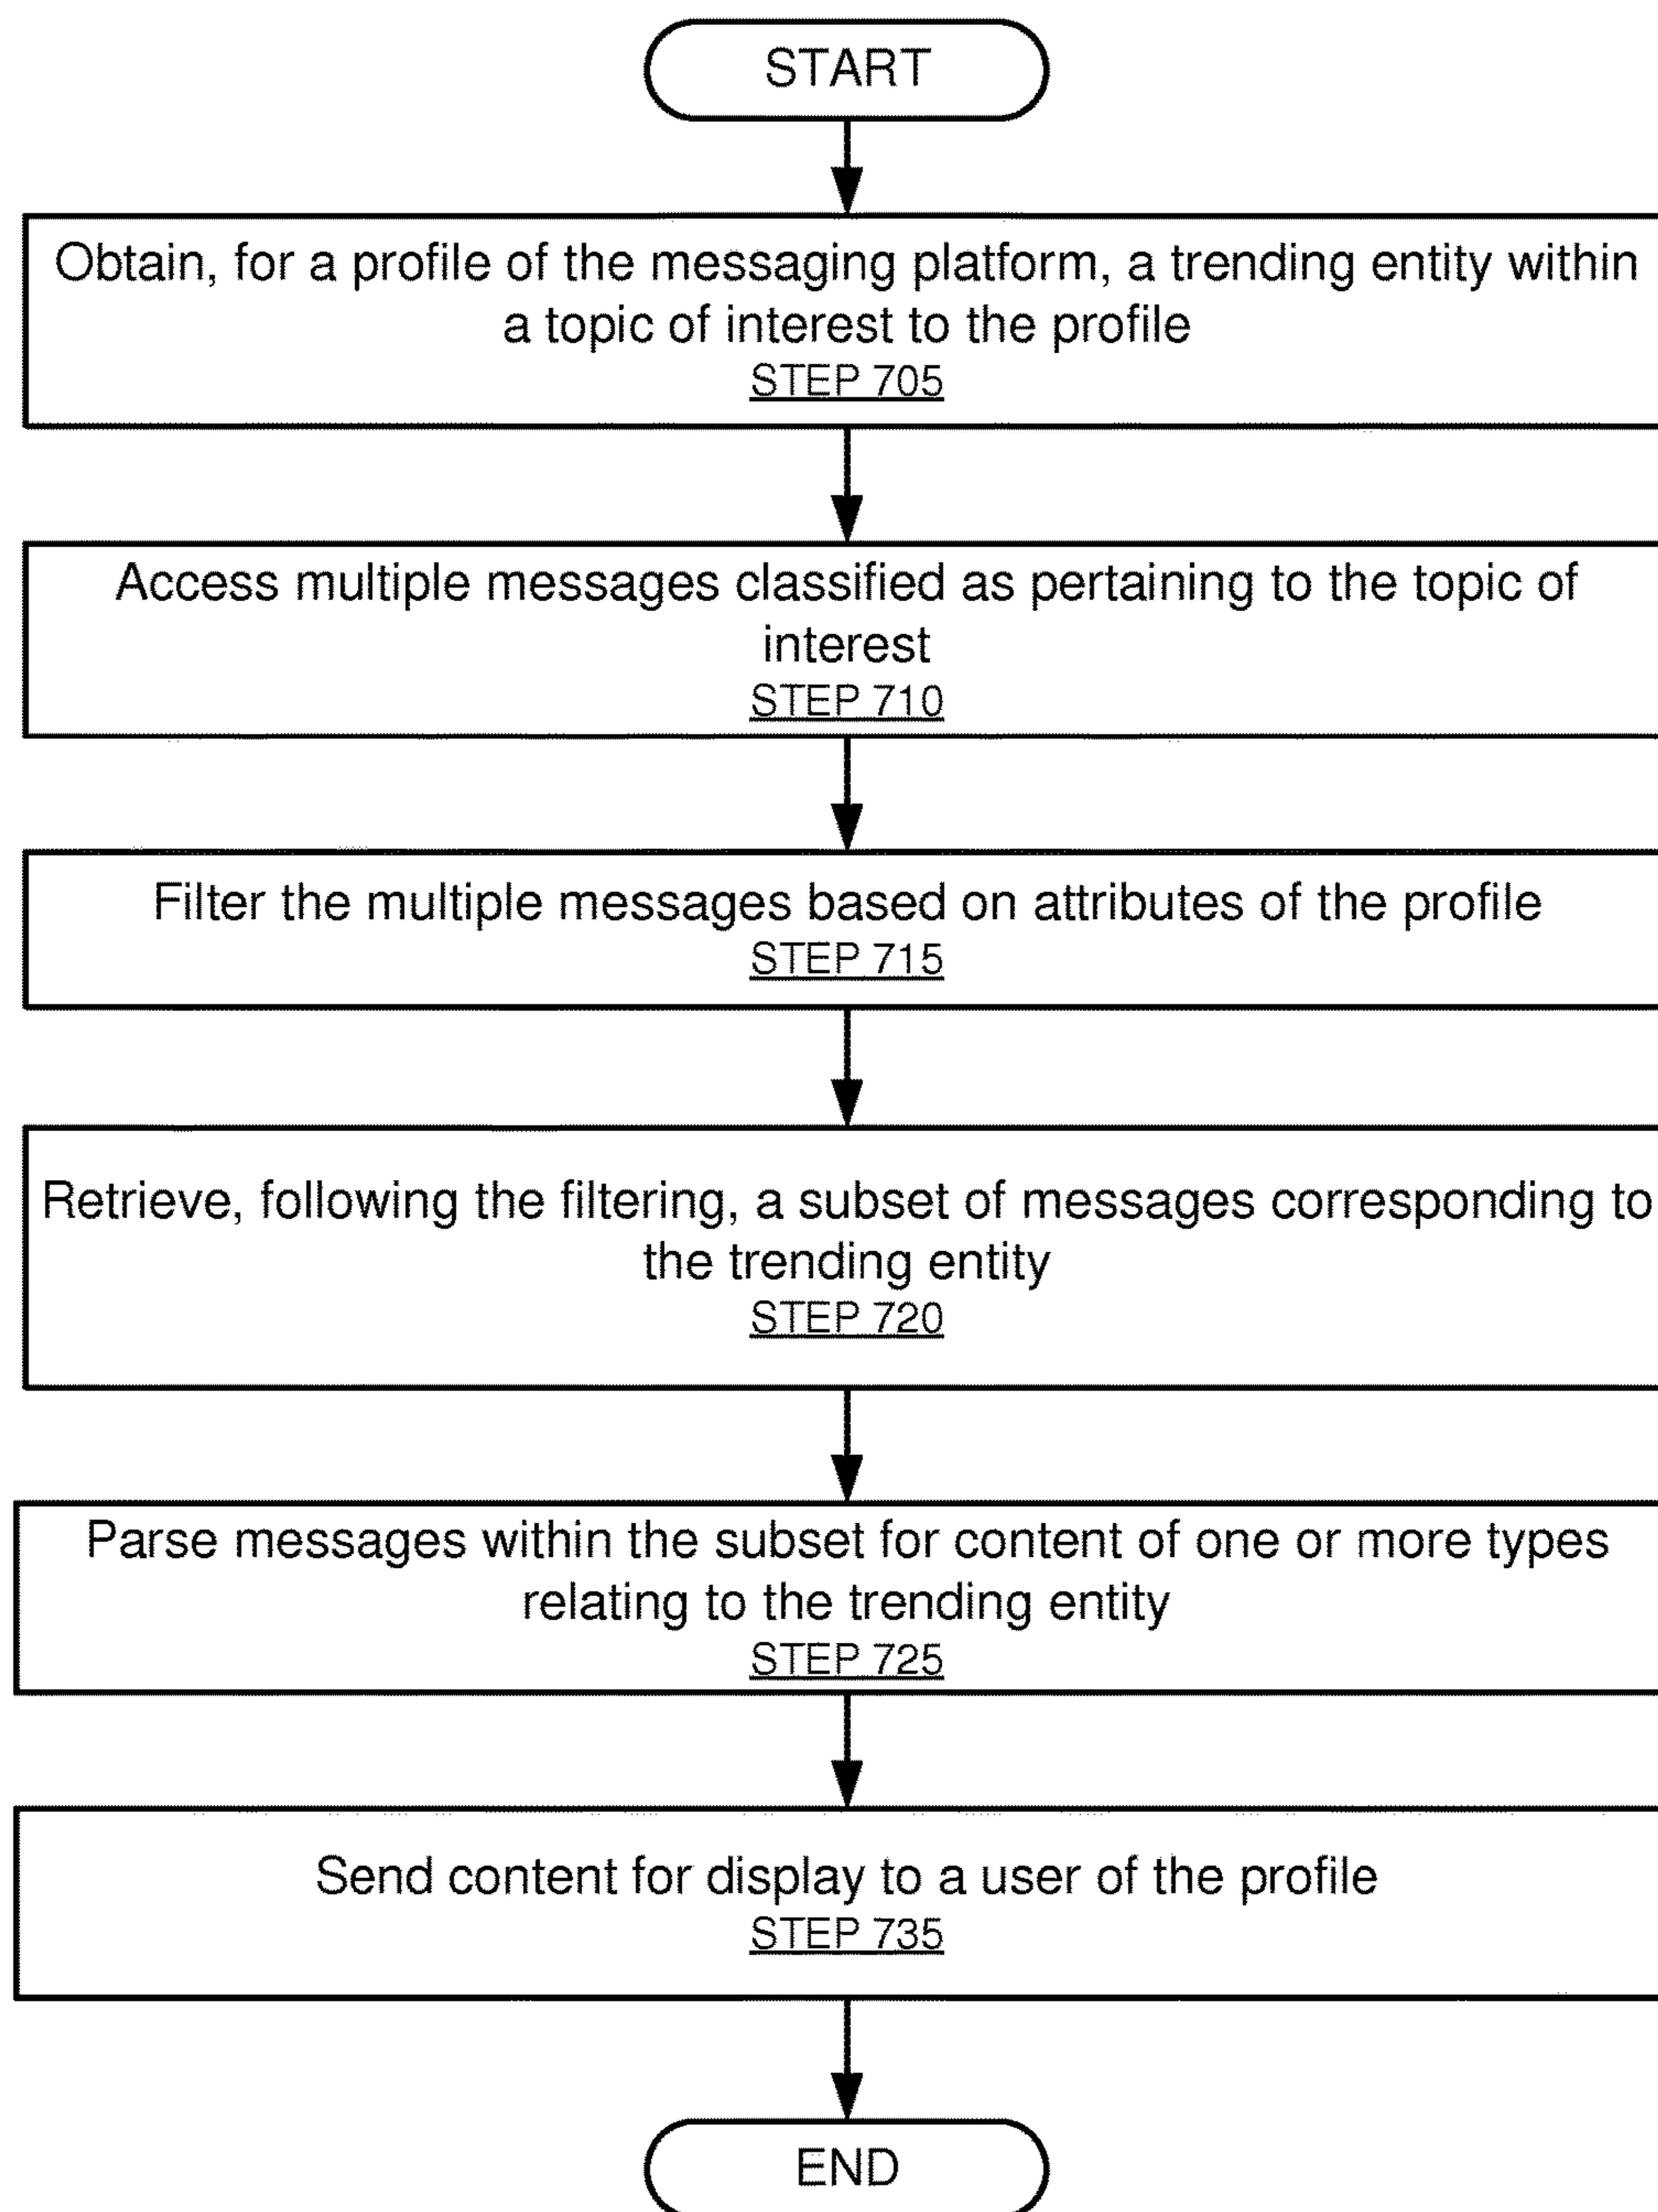 START
Obtain, for a profile of the messaging platform, a trending entity within
a topic of interest to the profile
STEP 705
Access multiple messages classified as pertaining to the topic of
interest
STEP 710
Filter the multiple messages based on attributes of the profile
STEP 715
Retrieve, following the filtering, a subset of messages corresponding to
the trending entity
STEP 720
Parse messages within the subset for content of one or more types
relating to the trending entity
STEP 725
Send content for display to a user of the profile
STEP 735
END